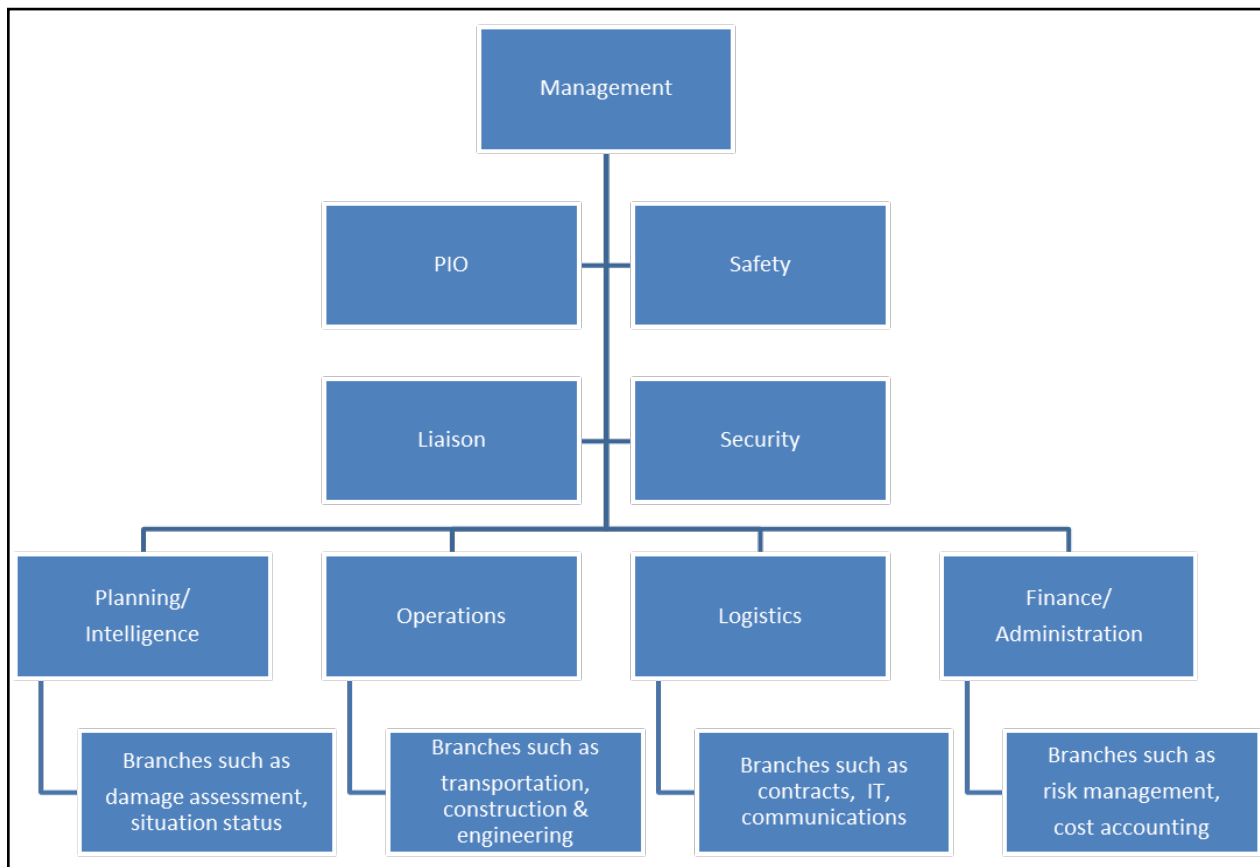 Management
PIO
Safety
Liaison
Security
Planning/
Intelligence
Operations
Logistics
Finance/
Administration
Branches such as
damage assessment,
situation status
Branches such as
transportation,
construction &
engineering
Branches such as
contracts, IT,
communications
Branches such as
risk management,
cost accounting